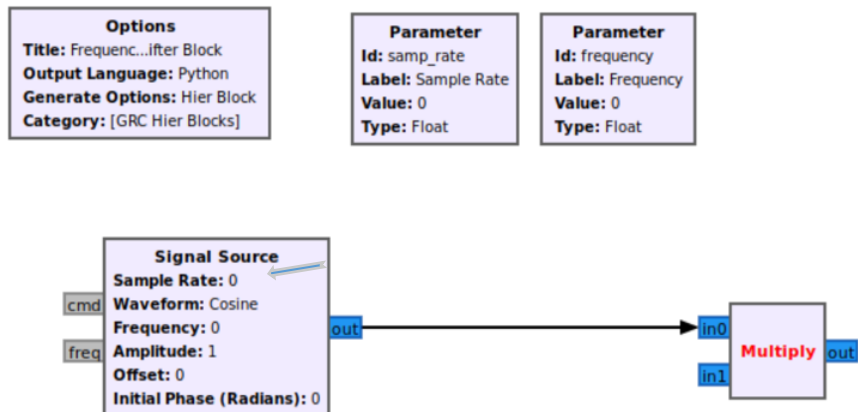 Options
Title: Frequenc...ifter Block
Output Language: Python
Generate Options: Hier Block
Category: [GRC Hier Blocks]
Parameter
Id: samp_rate
Label: Sample Rate
Value: 0
Type: Float
Parameter
Id: frequency
Label: Frequency
Value: 0
Type: Float
Signal Source
Sample Rate: 0
Waveform: Cosine
Frequency: 0
Amplitude: 1
Offset: 0
Initial Phase (Radians): 0
cmd
freq
out
in0
in1
Multiply
out